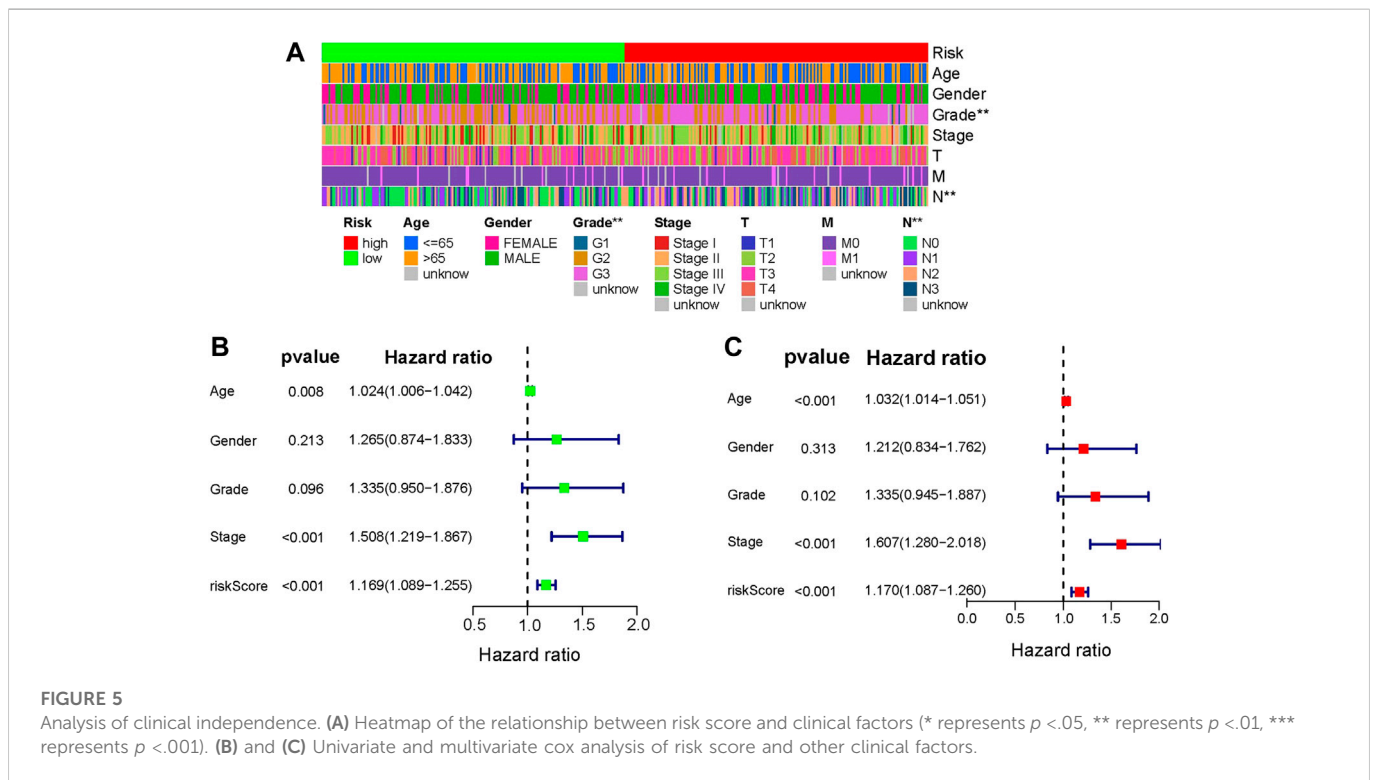 A
Risk
Age
Gender
Grade**
Stage
T
M
N**
Risk Age Gender Grade** Stage T M N**
high <=65 FEMALE G1 Stage I T1 M0 N0
low >65 MALE G2 Stage II T2 M1 N1
unknow G3 Stage III T3 unknow N2
unknow Stage IV T4 N3
unknow unknow unknow
B
pvalue Hazard ratio
Age 0.008 1.024(1.006−1.042)
Gender 0.213 1.265(0.874−1.833)
Grade 0.096 1.335(0.950−1.876)
Stage <0.001 1.508(1.219−1.867)
riskScore <0.001 1.169(1.089−1.255)
0.5 1.0 1.5 2.0
Hazard ratio
C
pvalue Hazard ratio
Age <0.001 1.032(1.014−1.051)
Gender 0.313 1.212(0.834−1.762)
Grade 0.102 1.335(0.945−1.887)
Stage <0.001 1.607(1.280−2.018)
riskScore <0.001 1.170(1.087−1.260)
0.0 0.5 1.0 1.5 2.0
Hazard ratio
FIGURE 5
Analysis of clinical independence. (A) Heatmap of the relationship between risk score and clinical factors (* represents p <.05, ** represents p <.01, ***
represents p <.001). (B) and (C) Univariate and multivariate cox analysis of risk score and other clinical factors.